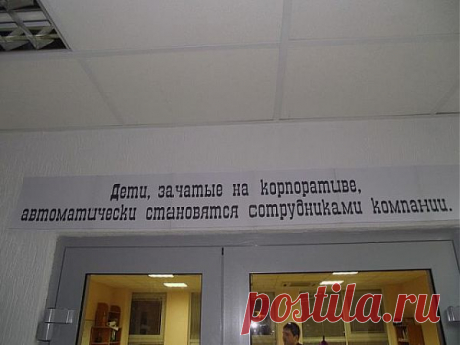 Дети, зачатые на корпоративе,
автоматически становятся сотрудниками компании.
postila.ru